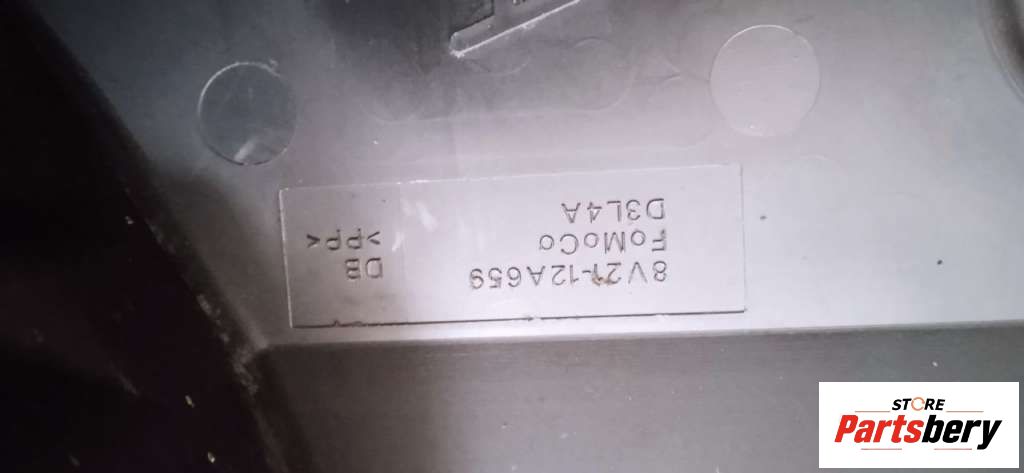 8V21-12A659 DB
FoMoCo >PP<
D3L4A
STORE
Partsbery